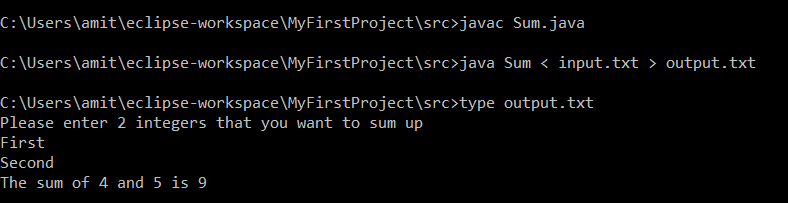 C:\Users\amit\eclipse-workspace\MyFirstProject\src>javac Sum.java
C:\Users\amit\eclipse-workspace\MyFirstProject\src>java Sum < input.txt > output.txt
C:\Users\amit\eclipse-workspace\MyFirstProject\src>type output.txt
Please enter 2 integers that you want to sum up
First
Second
The sum of 4 and 5 is 9